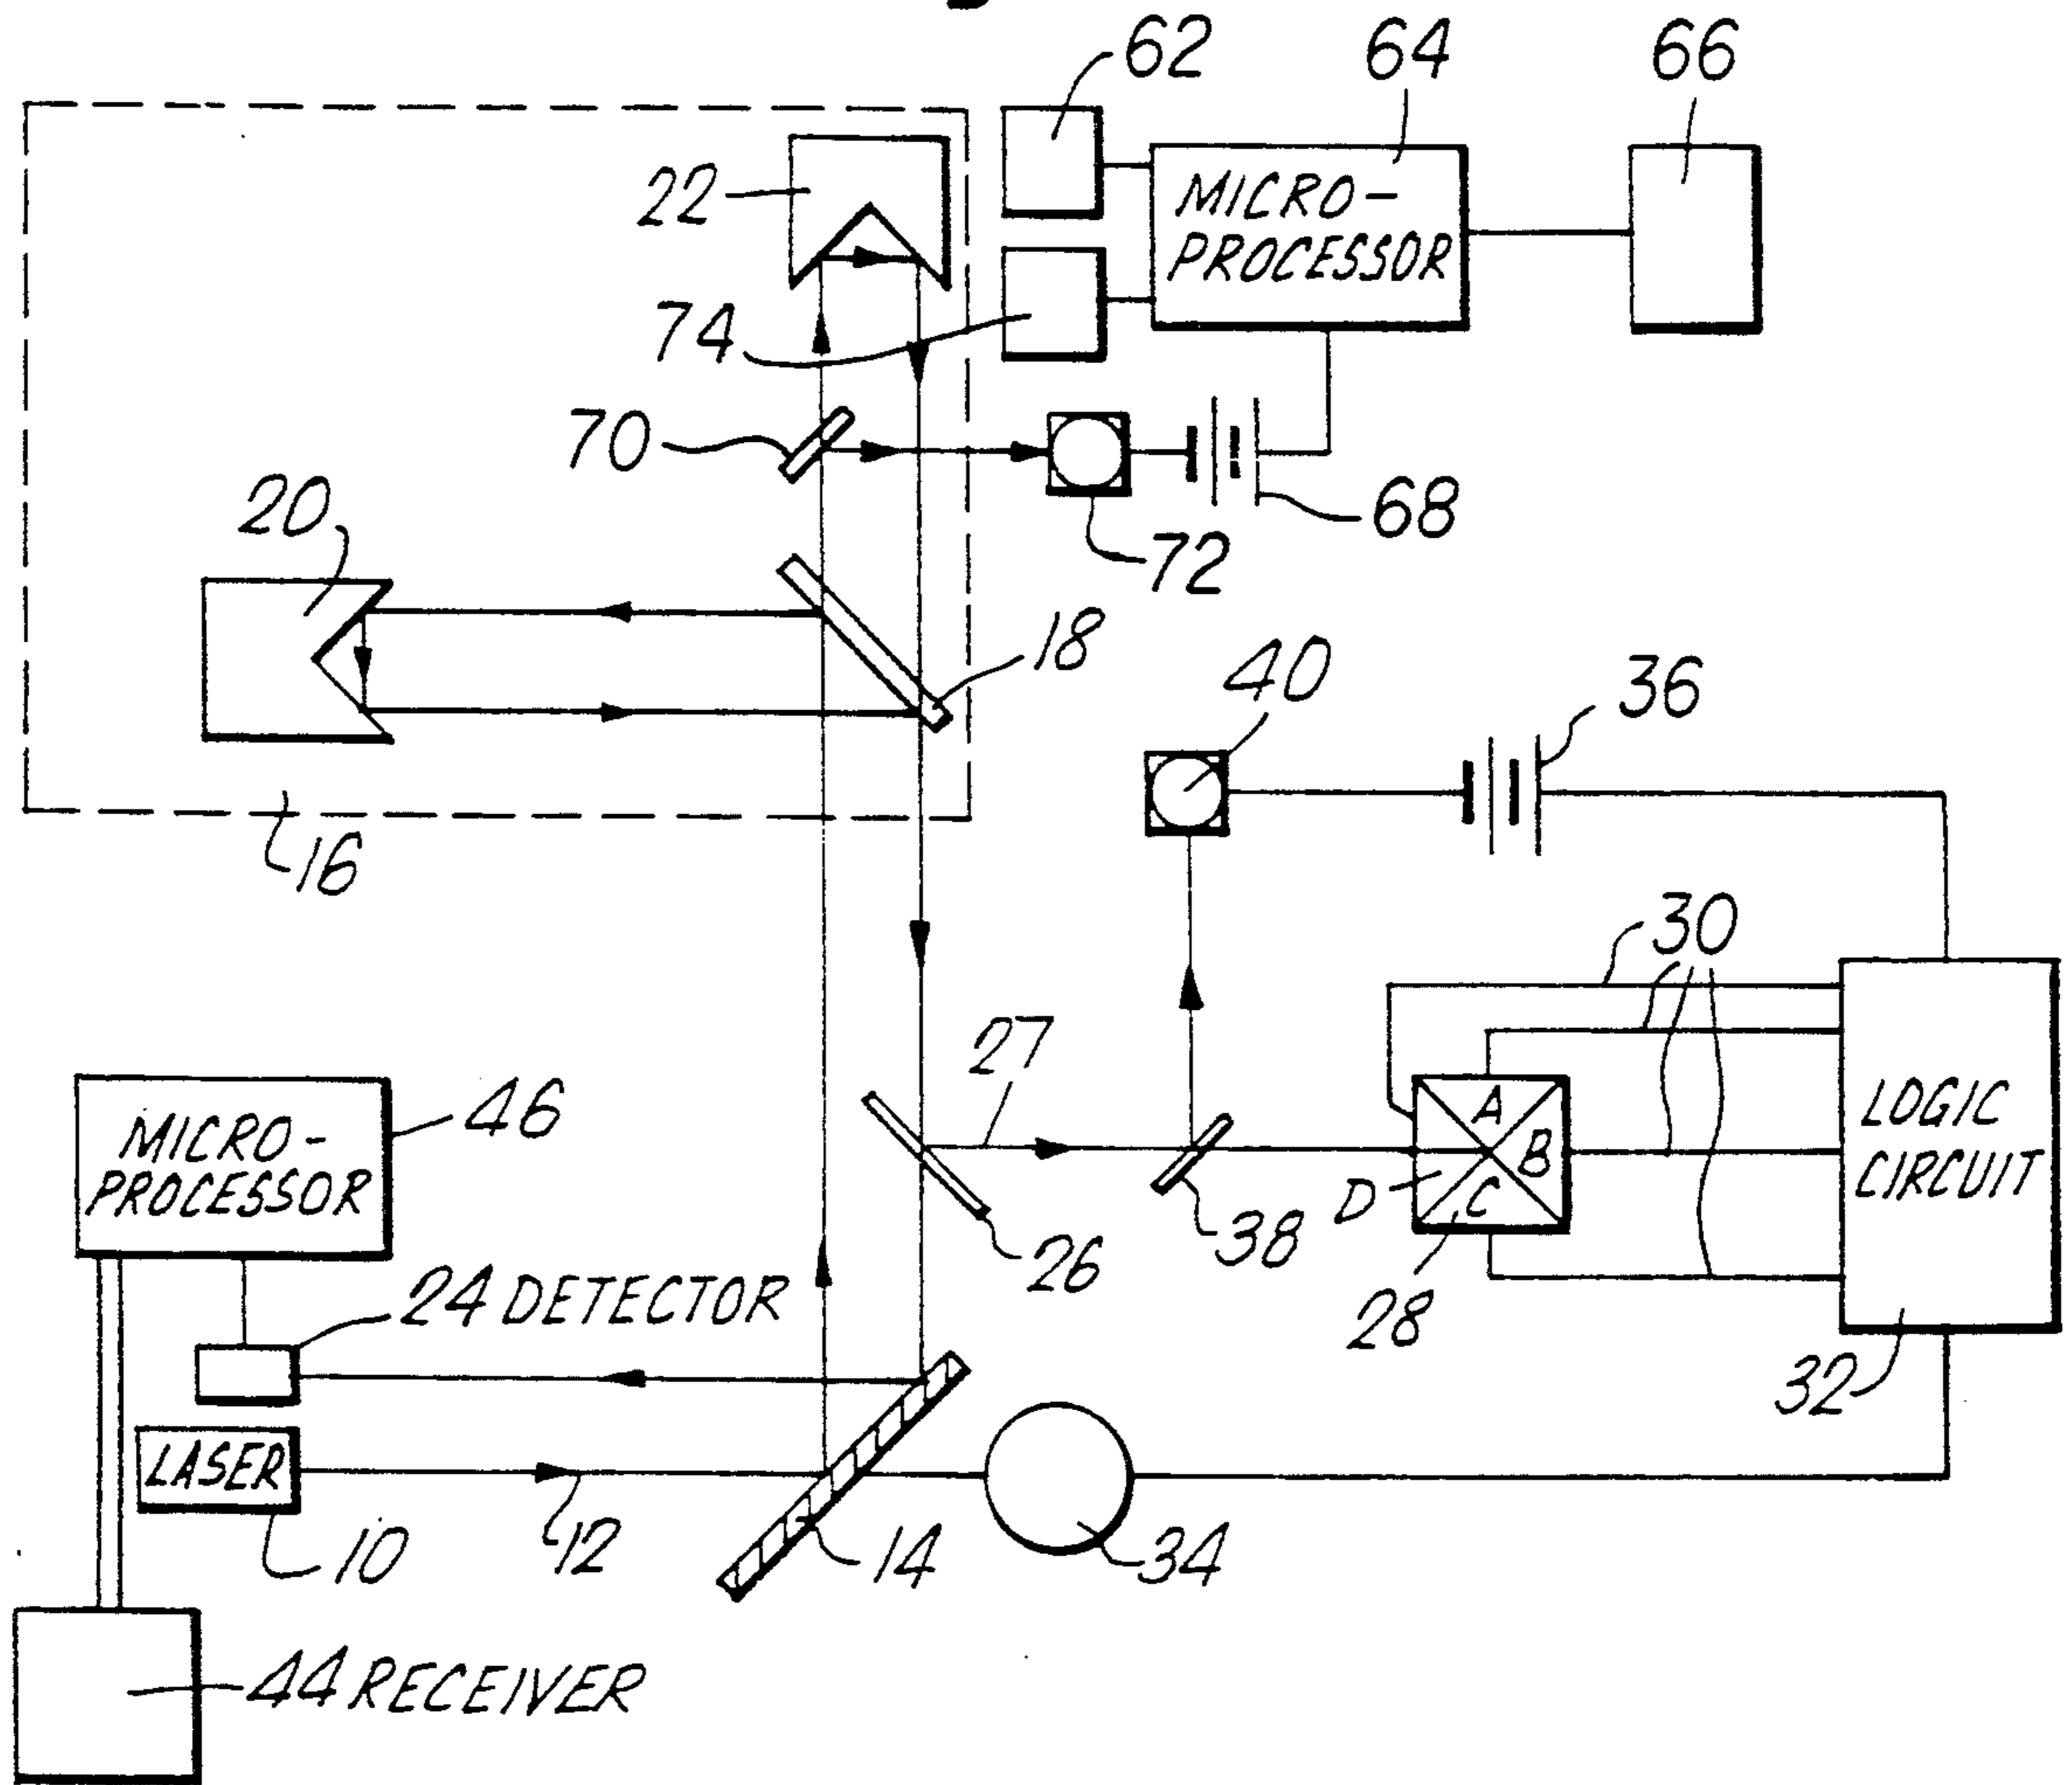 62
64
66
22
MICRO-
PROCESSOR
74
70
20
68
72
18
40
36
16
30
27
46
MICRO-
PROCESSOR
A
B
C
D
LOGIC
CIRCUIT
26
38
28
24 DETECTOR
32
LASER
10
12
14
34
44 RECEIVER